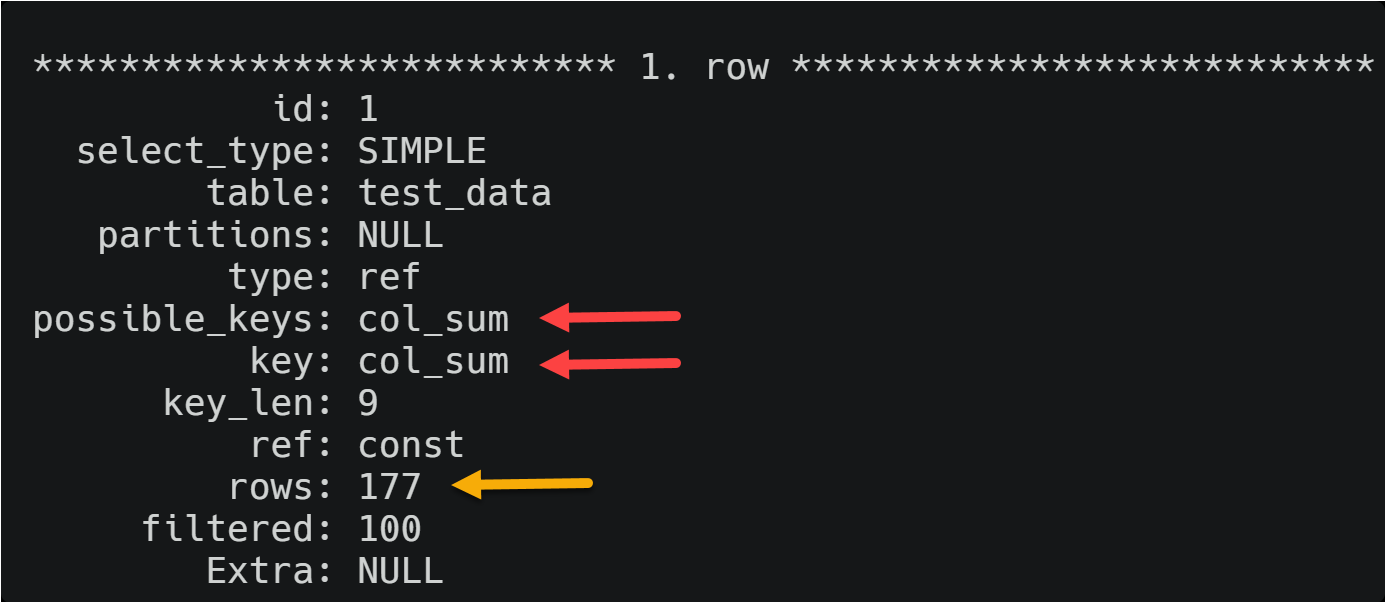 *************************** 1. row ***************************
id: 1
select_type: SIMPLE
table: test_data
partitions: NULL
type: ref
possible_keys: col_sum
key: col_sum
key_len: 9
ref: const
rows: 177
filtered: 100
Extra: NULL